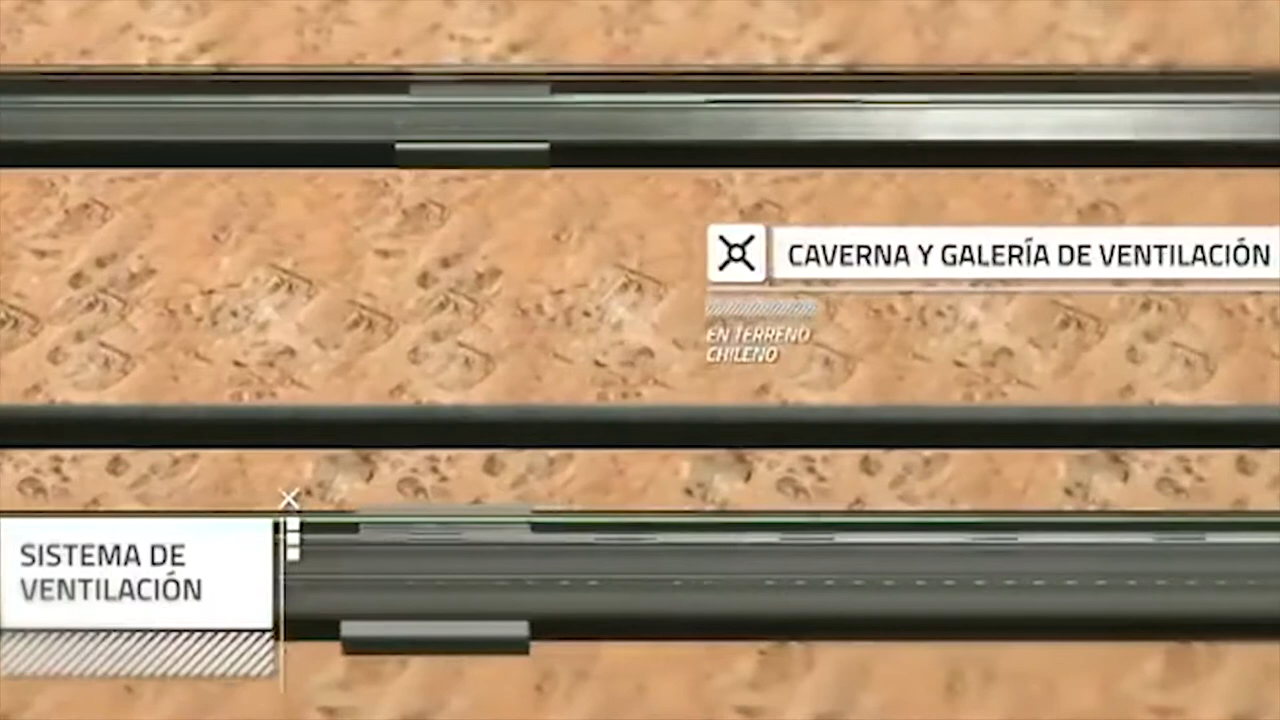 CAVERNA Y GALERÍA DE VENTILACIÓN
EN TERRENO
CHILENO
SISTEMA DE
VENTILACIÓN